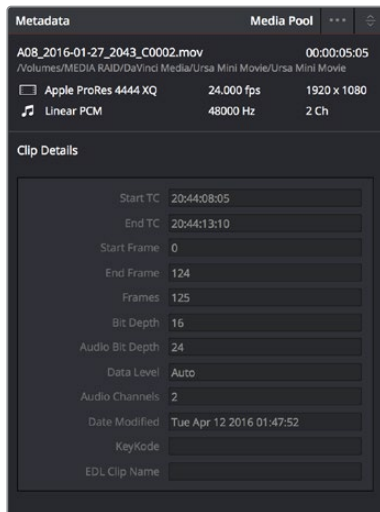 Metadata Media Pool •••
A08_2016-01-27_2043_C0002.mov 00:00:05:05
/Volumes/MEDIA RAID/DaVinci Media/Ursa Mini Movie/Ursa Mini Movie
Apple ProRes 4444 XQ 24.000 fps 1920 x 1080
Linear PCM 48000 Hz 2 Ch
Clip Details
Start TC 20:44:08:05
End TC 20:44:13:10
Start Frame 0
End Frame 124
Frames 125
Bit Depth 16
Audio Bit Depth 24
Data Level Auto
Audio Channels 2
Date Modified Tue Apr 12 2016 01:47:52
KeyKode
EDL Clip Name